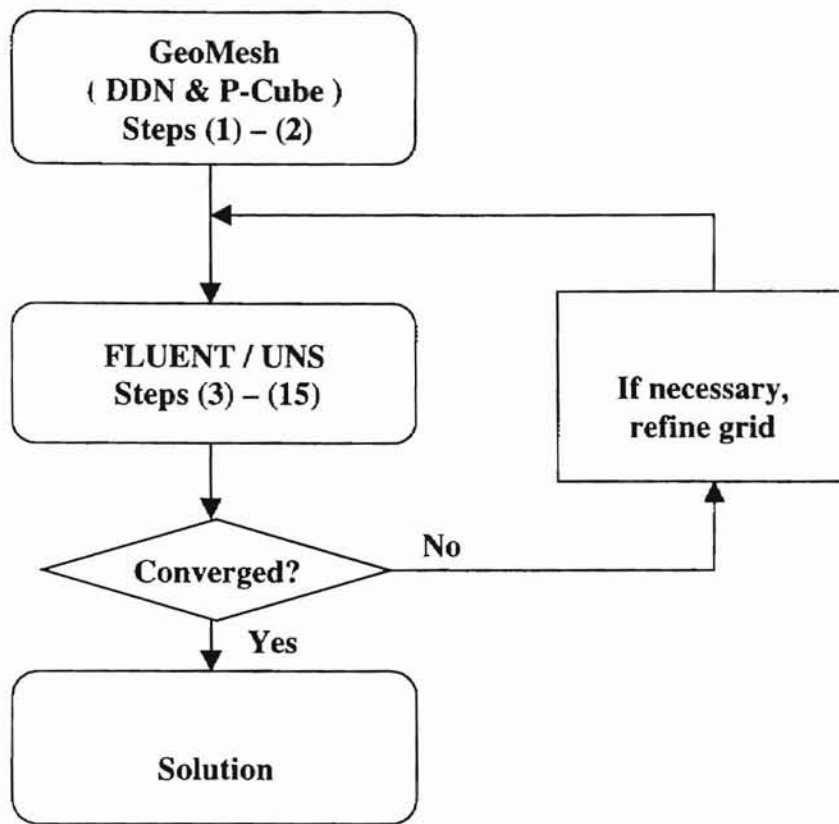 GeoMesh
( DDN & P-Cube )
Steps (1) – (2)
FLUENT / UNS
Steps (3) – (15)
If necessary,
refine grid
Converged?
No
Yes
Solution